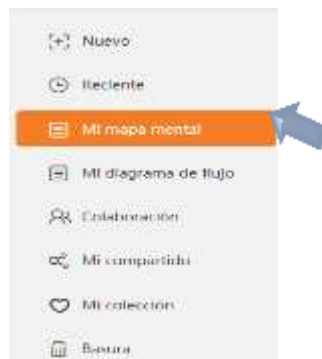 Nuevo
Reciente
Mi mapa mental
Mi diagrama de flujo
Colaboración
Mi compartido
Mi colección
Basura